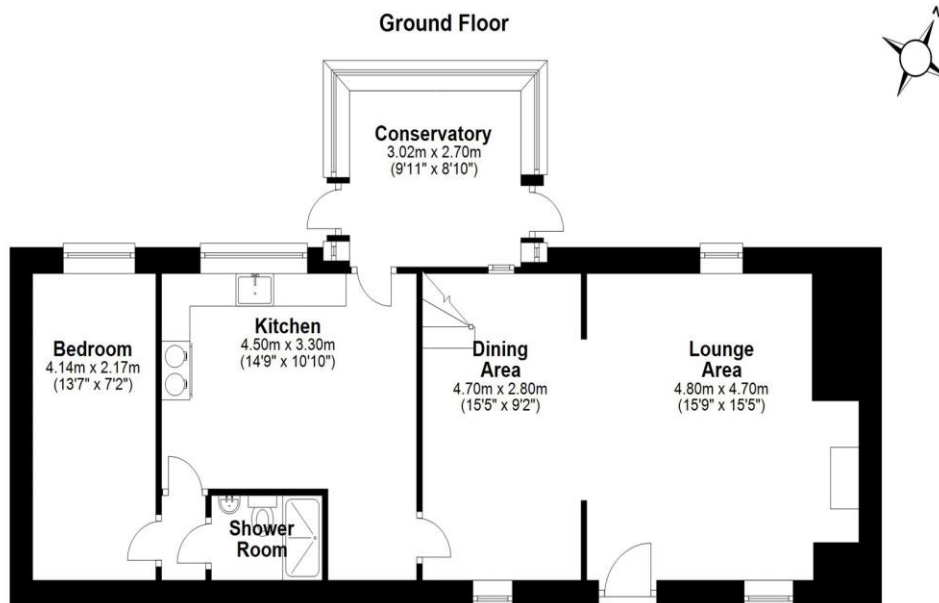 Ground Floor
N
Conservatory
3.02m x 2.70m
(9'11" x 8'10")
Kitchen
4.50m x 3.30m
(14'9" x 10'10")
Bedroom
4.14m x 2.17m
(13'7" x 7'2")
Dining
Area
4.70m x 2.80m
(15'5" x 9'2")
Lounge
Area
4.80m x 4.70m
(15'9" x 15'5")
Shower
Room